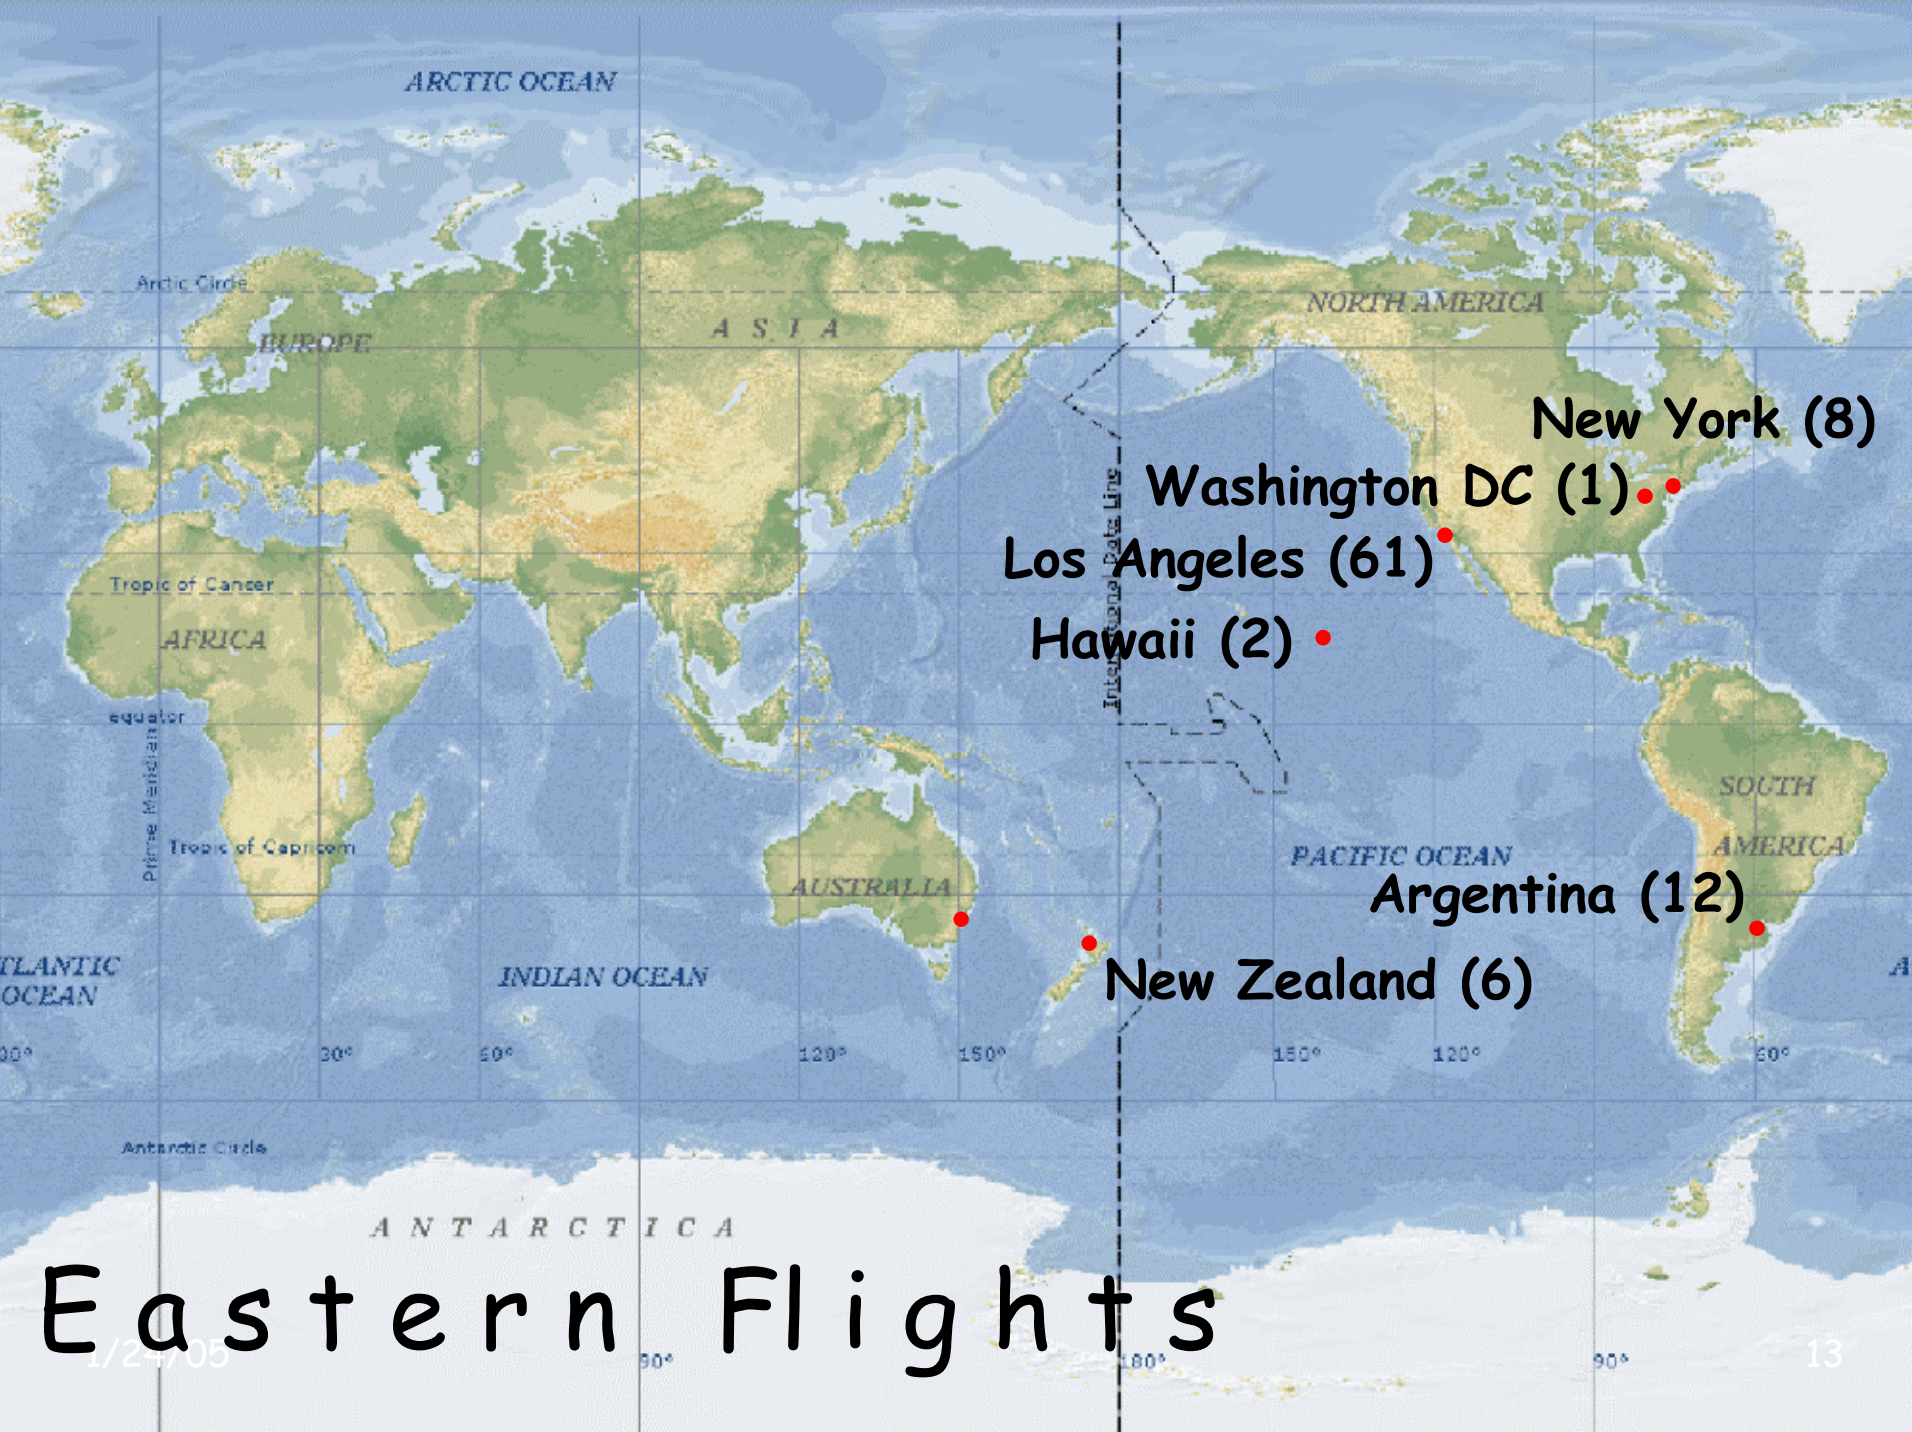 ARCTIC OCEAN
Arctic Circle
EUROPE
A S I A
NORTH AMERICA
New York (8)
Washington DC (1)
Los Angeles (61)
Tropic of Cancer
AFRICA
Hawaii (2)
International Date Line
equator
Prime Meridian
SOUTH
AMERICA
Tropic of Capricorn
AUSTRALIA
PACIFIC OCEAN
Argentina (12)
TLANTIC
OCEAN
INDIAN OCEAN
New Zealand (6)
A
30° 60° 120° 150° 150° 120° 60°
Antarctic Circle
A N T A R C T I C A
Eastern Flights
1/24/05
90° 180° 90°
13